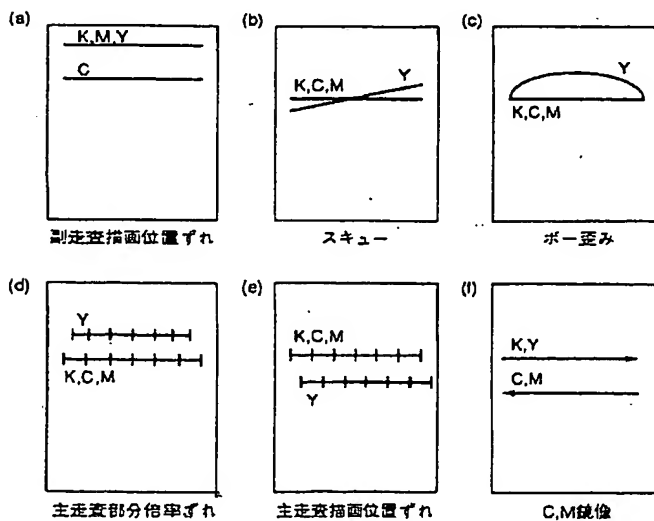 (a)
K,M,Y
C
副走査描画位置ずれ
(b)
K,C,M
Y
スキュー
(c)
Y
K,C,M
ボー歪み
(d)
Y
K,C,M
主走査部分倍率ずれ
(e)
K,C,M
Y
主走査描画位置ずれ
(f)
K,Y
C,M
C,M鏡像